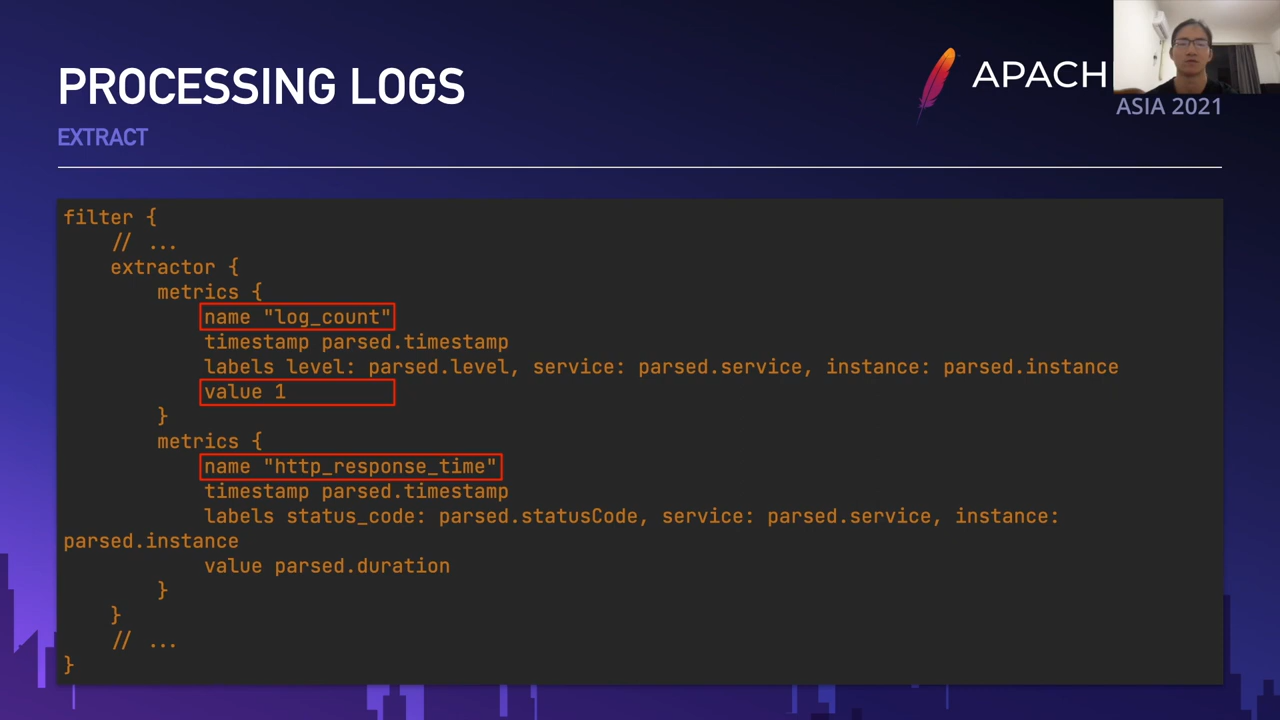 PROCESSING LOGS
EXTRACT
APACH
ASIA 2021
filter {
// ...
extractor {
metrics {
name "log_count"
timestamp parsed.timestamp
labels level: parsed.level, service: parsed.service, instance: parsed.instance
value 1
}
metrics {
name "http_response_time"
timestamp parsed.timestamp
labels status_code: parsed.statusCode, service: parsed.service, instance:
parsed.instance
value parsed.duration
}
}
// ...
}